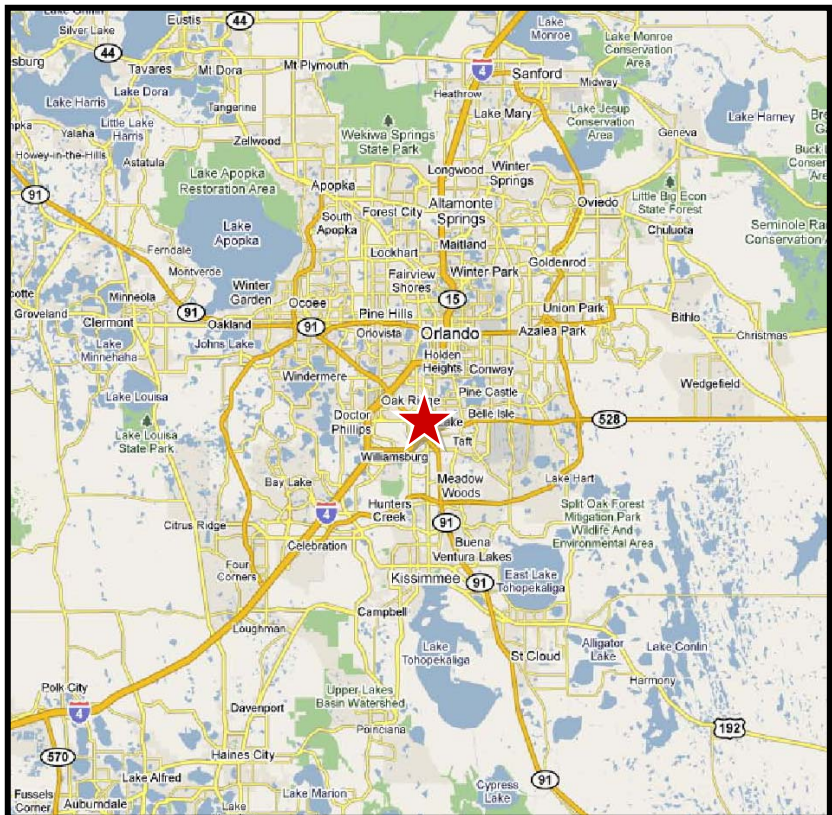 Lake Griffin
Silver Lake
Eustis
44
44
Tavares
Mt Dora
Mt Plymouth
Lake Dora
Lake Harris
Tangerine
Little Lake
Harris
Yalaha
Howey-in-the-Hills
Astatula
Zellwood
Wekiwa Springs
State Park
Lake Apopka
Restoration Area
Apopka
South
Apopka
Forest City
Lake
Monroe
Lake Monroe
Conservation
Area
4
Sanford
Midway
Heathrow
Lake Mary
Lake Jesup
Conservation
Area
Lake Harney
Geneva
Longwood
Winter
Springs
Altamonte
Springs
Oviedo
Little Big Econ
State Forest
Chuluota
91
Lake
Apopka
Ferndale
Montverde
Lockhart
Maitland
Fairview
Shores
Winter Park
Goldenrod
Winter
Garden
Ocoee
Minneola
Groveland
Clermont
91
Oakland
91
Pine Hills
Orlovista
15
Orlando
Union Park
Azalea Park
Bithlo
Christmas
Lake
Minnehaha
Johns Lake
Holden
Heights
Conway
Windermere
Pine Castle
Wedgefield
Lake Louisa
Oak Ridge
Belle Isle
Doctor
Phillips
528
Lake Louisa
State Park
Taft
Williamsburg
Bay Lake
Meadow
Woods
Lake Hart
4
Hunters
Creek
Split Oak Forest
Mitigation Park
Wildlife And
Environmental Area
Citrus Ridge
91
Celebration
Buena
Ventura Lakes
Four
Corners
Kissimmee
91
East Lake
Tohopekaliga
Campbell
Loughman
Lake
Tohopekaliga
St Cloud
Alligator
Lake
Lake Conlin
Harmony
Polk City
4
Upper Lakes
Basin Watershed
Davenport
Poinciana
192
570
Haines City
Lake Alfred
91
Fussels
Corner
Auburndale
Lake
Lake Marion
Cypress
Lake